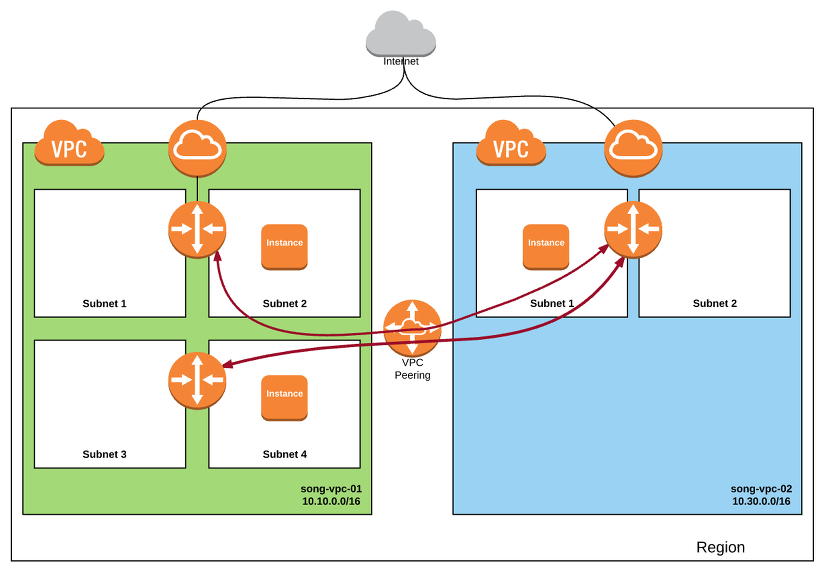 Internet
VPC
VPC
Instance
Instance
Subnet 1
Subnet 2
Subnet 1
Subnet 2
VPC
Peering
Instance
Subnet 3
Subnet 4
song-vpc-01
10.10.0.0/16
song-vpc-02
10.30.0.0/16
Region